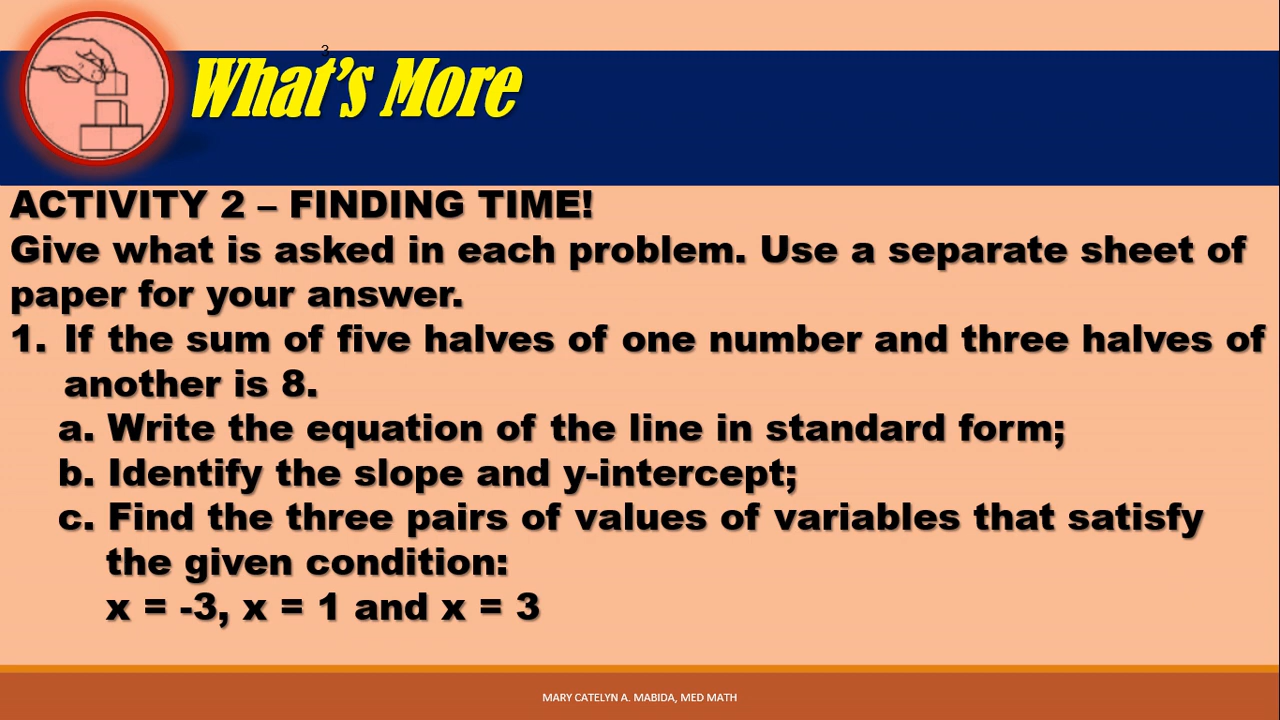 3
What's More
ACTIVITY 2 – FINDING TIME!
Give what is asked in each problem. Use a separate sheet of
paper for your answer.
1. If the sum of five halves of one number and three halves of
another is 8.
a. Write the equation of the line in standard form;
b. Identify the slope and y-intercept;
c. Find the three pairs of values of variables that satisfy
the given condition:
x = -3, x = 1 and x = 3
MARY CATELYN A. MABIDA, MED MATH